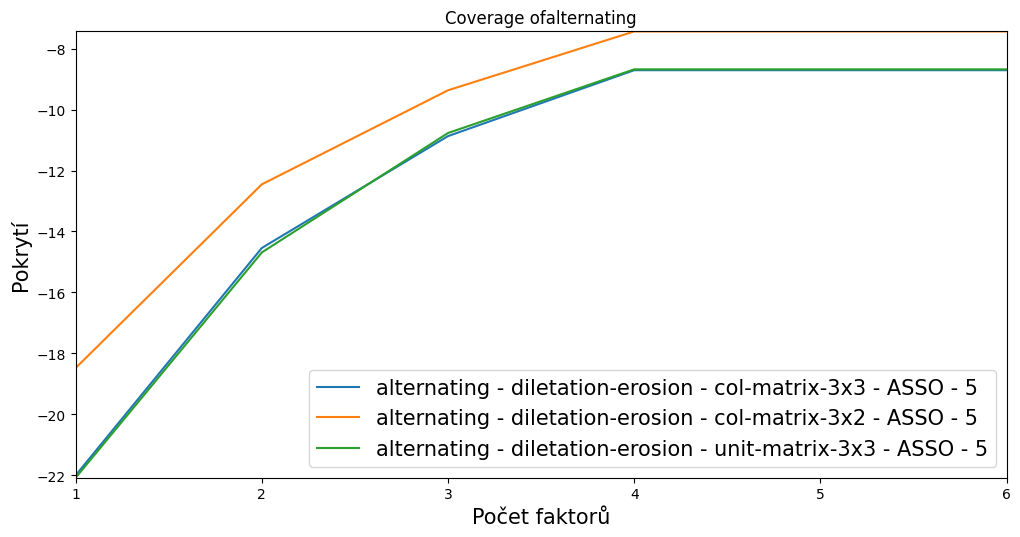 Coverage ofalternating
Pokrytí
−8
−10
−12
−14
−16
−18
−20
−22
alternating - diletation-erosion - col-matrix-3x3 - ASSO - 5
alternating - diletation-erosion - col-matrix-3x2 - ASSO - 5
alternating - diletation-erosion - unit-matrix-3x3 - ASSO - 5
1 2 3 4 5 6
Počet faktorů